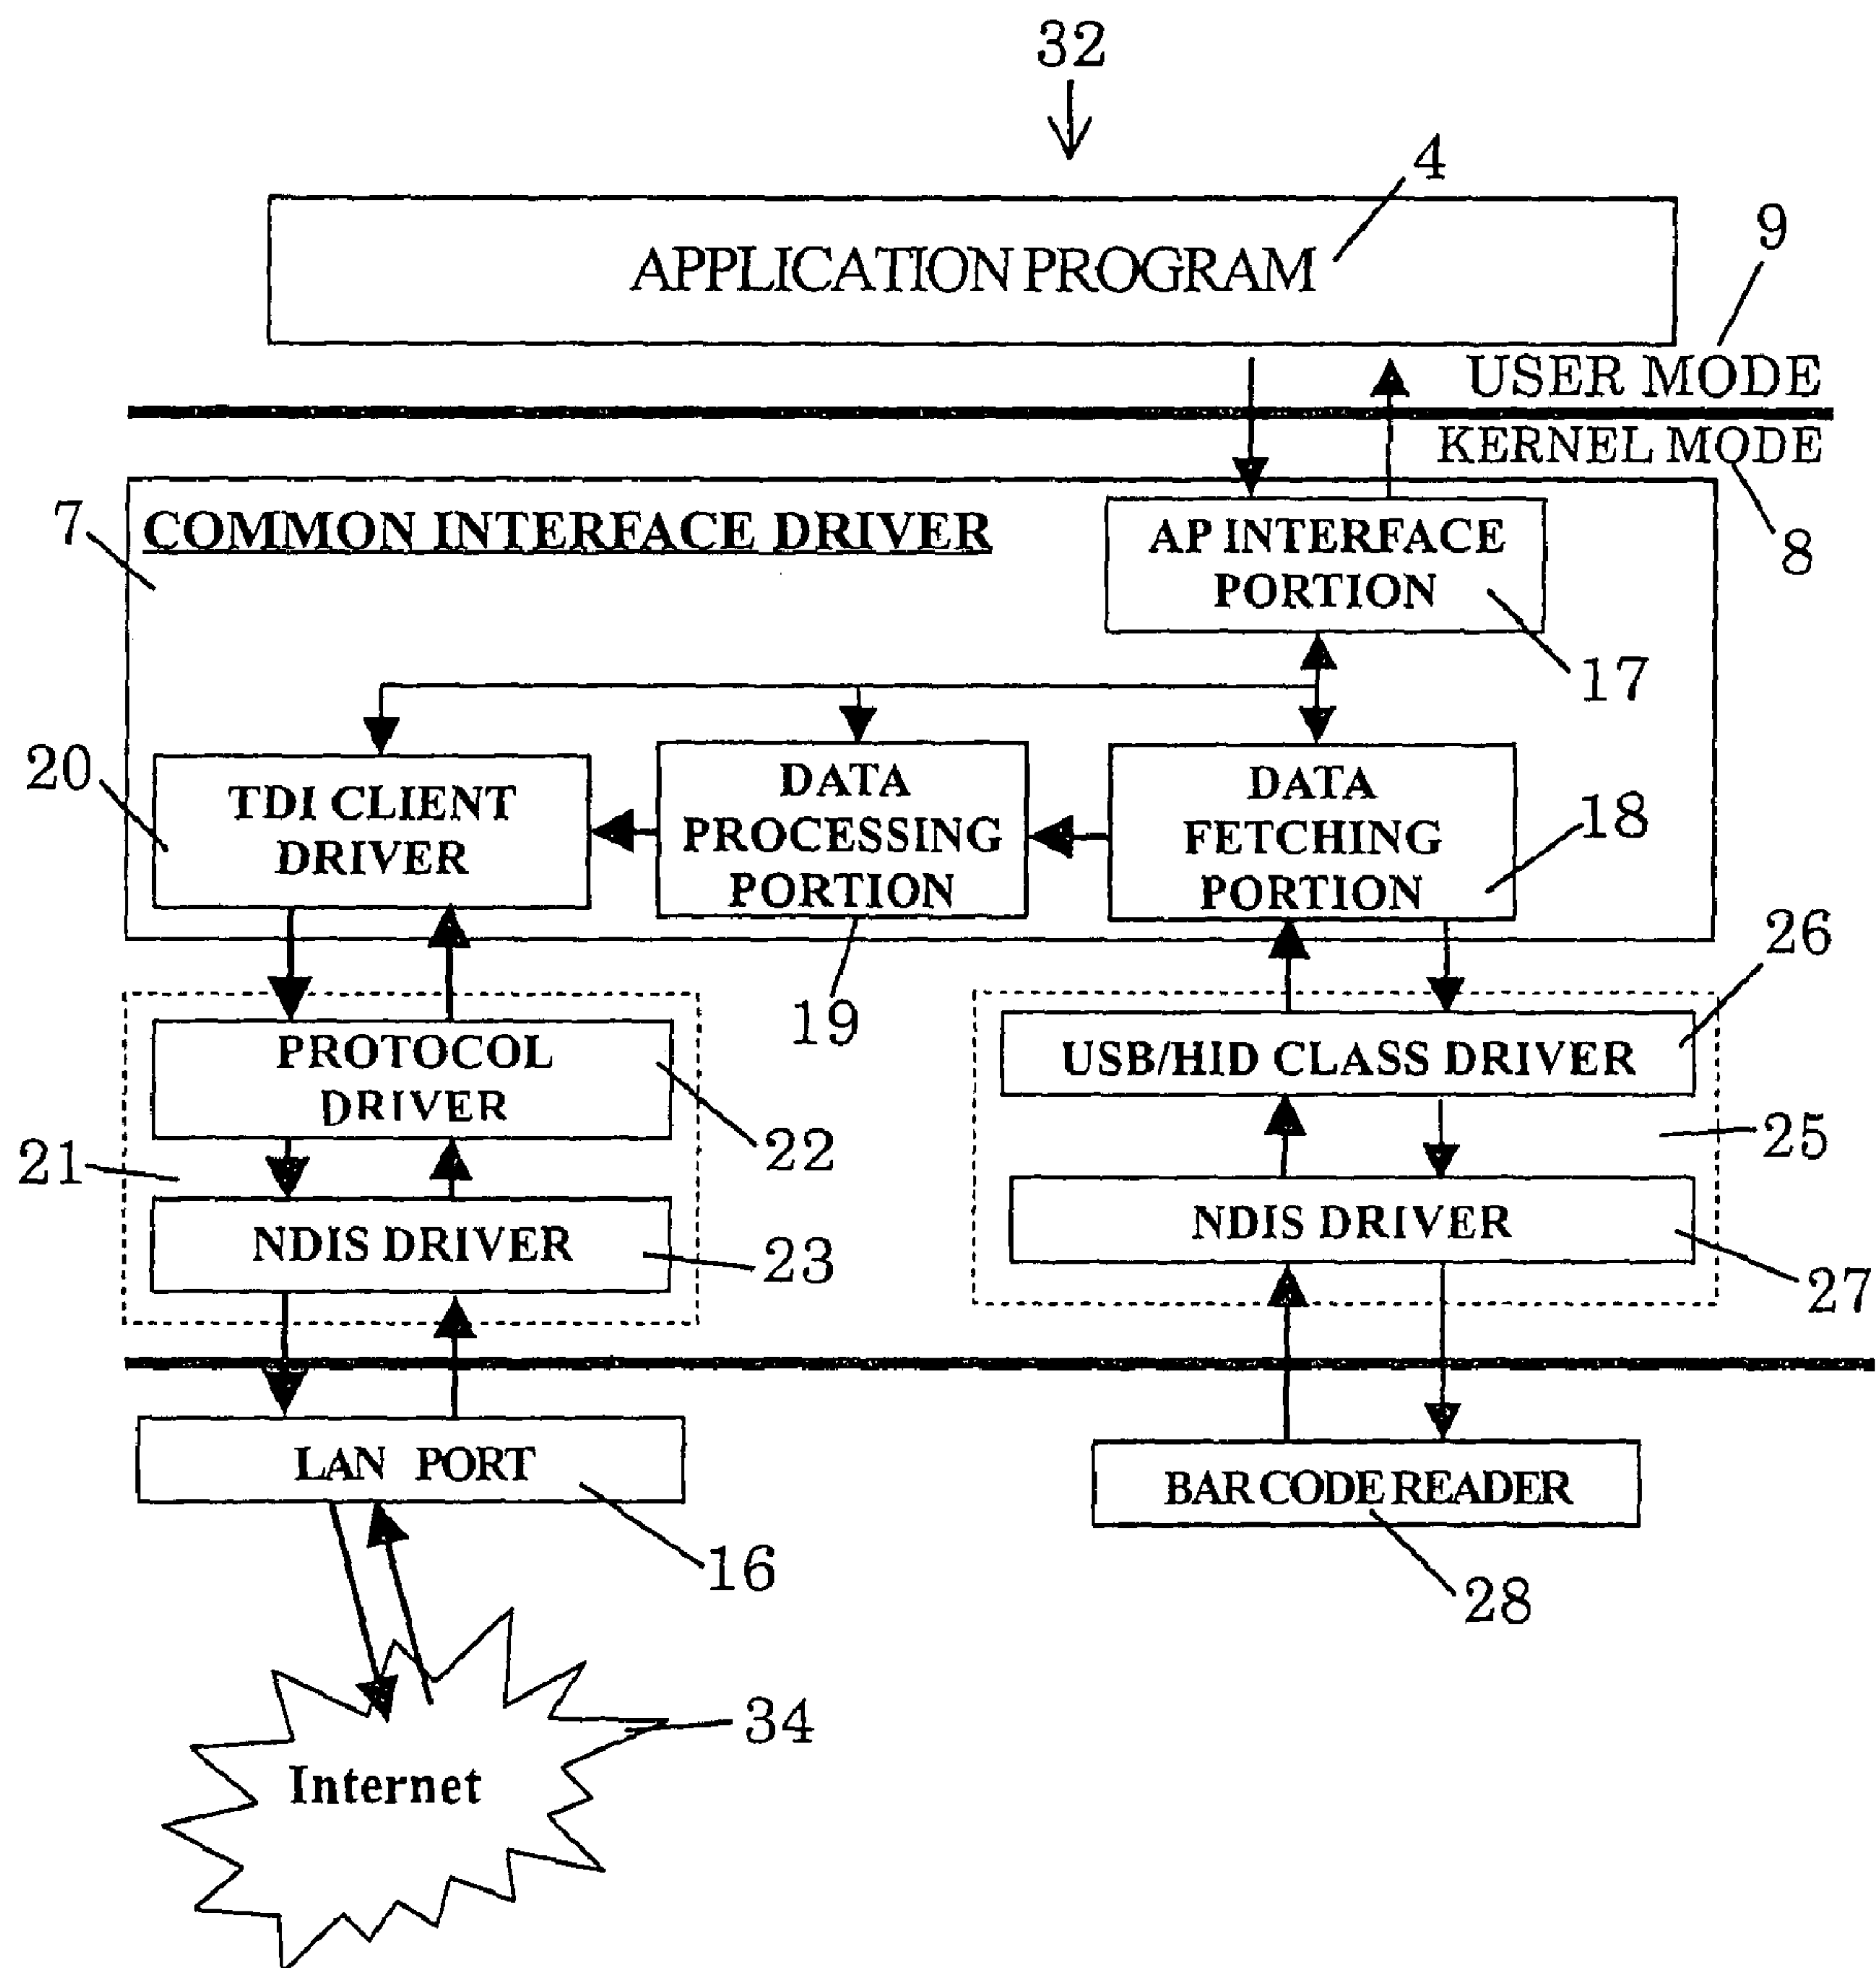 32
4
APPLICATION PROGRAM
9
USER MODE
KERNEL MODE
8
7
COMMON INTERFACE DRIVER
AP INTERFACE
PORTION
17
20
TDI CLIENT
DRIVER
DATA
PROCESSING
PORTION
DATA
FETCHING
PORTION
18
19
26
PROTOCOL
DRIVER
USB/HID CLASS DRIVER
21
22
25
NDIS DRIVER
23
NDIS DRIVER
27
LAN PORT
16
BAR CODE READER
28
34
Internet